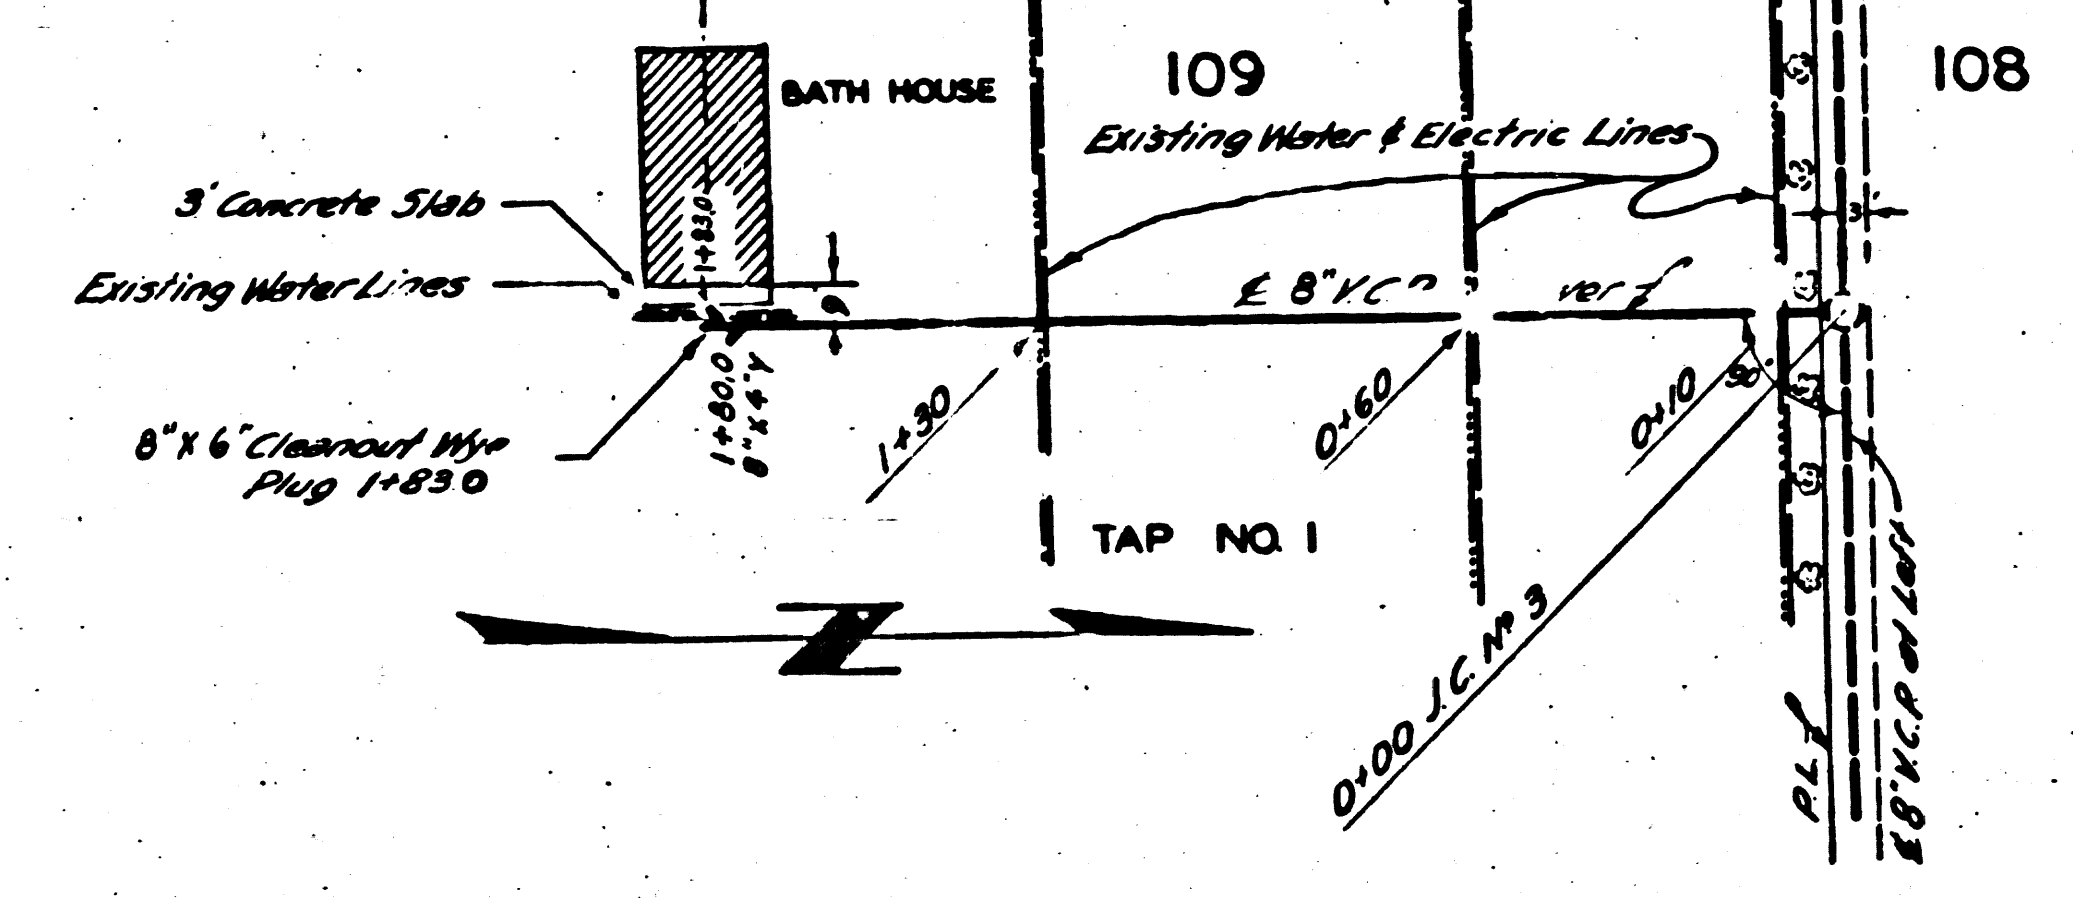 BATH HOUSE
109
108
Existing Water & Electric Lines
3' Concrete Slab
1+83.0
3'
Existing Water Lines
9
℄ 8" V.C.
8"X 6" Cleanout Wye
Plug 1+83.0
1+80.0
8"X 4"Y
1+30
0+60
0+10
90°
TAP NO. 1
Z
0+00 J.C. Nº 3
P.L.
℄ 8" V.C.P. at Left